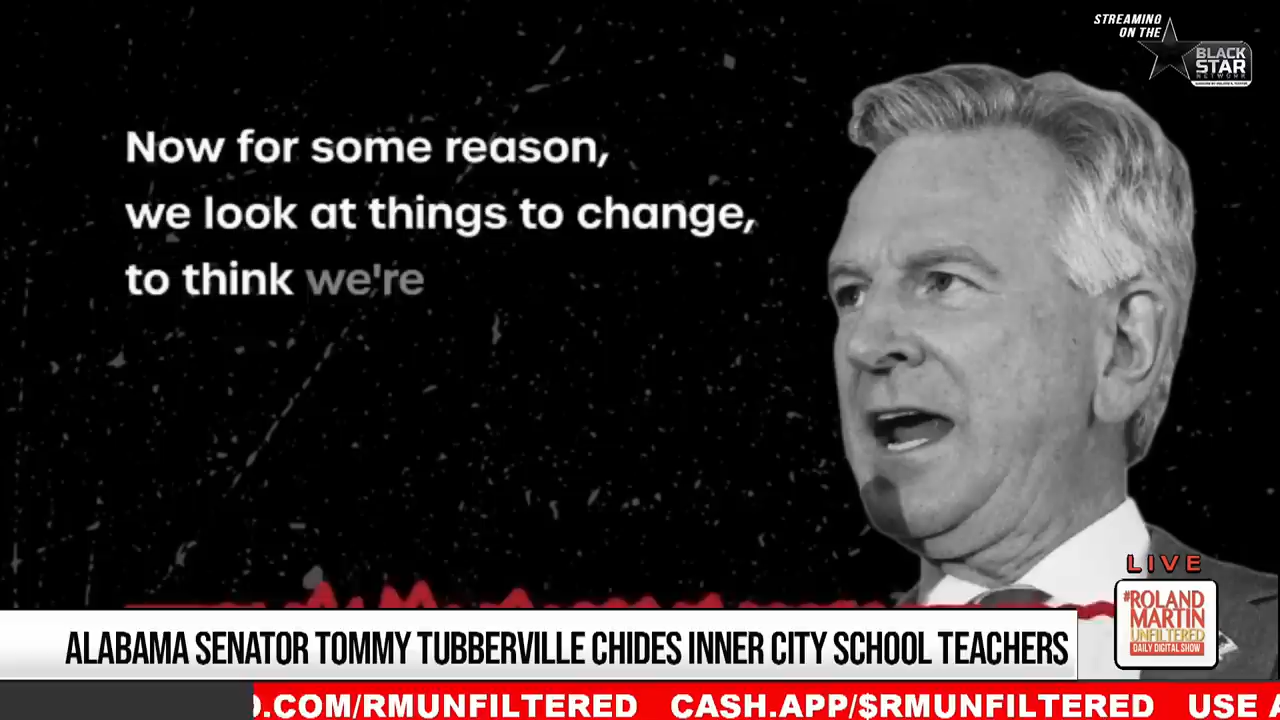 STREAMING
ON THE
BLACK
STAR
NETWORK
Now for some reason,
we look at things to change,
to think we're
LIVE
#ROLAND
MARTIN
UNFILTERED
DAILY DIGITAL SHOW
ALABAMA SENATOR TOMMY TUBBERVILLE CHIDES INNER CITY SCHOOL TEACHERS
.COM/RMUNFILTERED CASH.APP/$RMUNFILTERED USE A